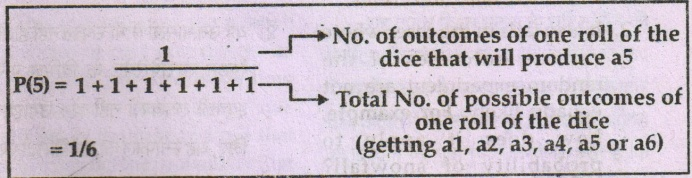 1 No of outcomes of one roll of the
dice that will produce a5
P(5) = 1 + 1 + 1 + 1 + 1 + 1
Total No. of possible outcomes of
one roll of the dice
= 1/6 (getting a1, a2, a3, a4, a5 or a6)